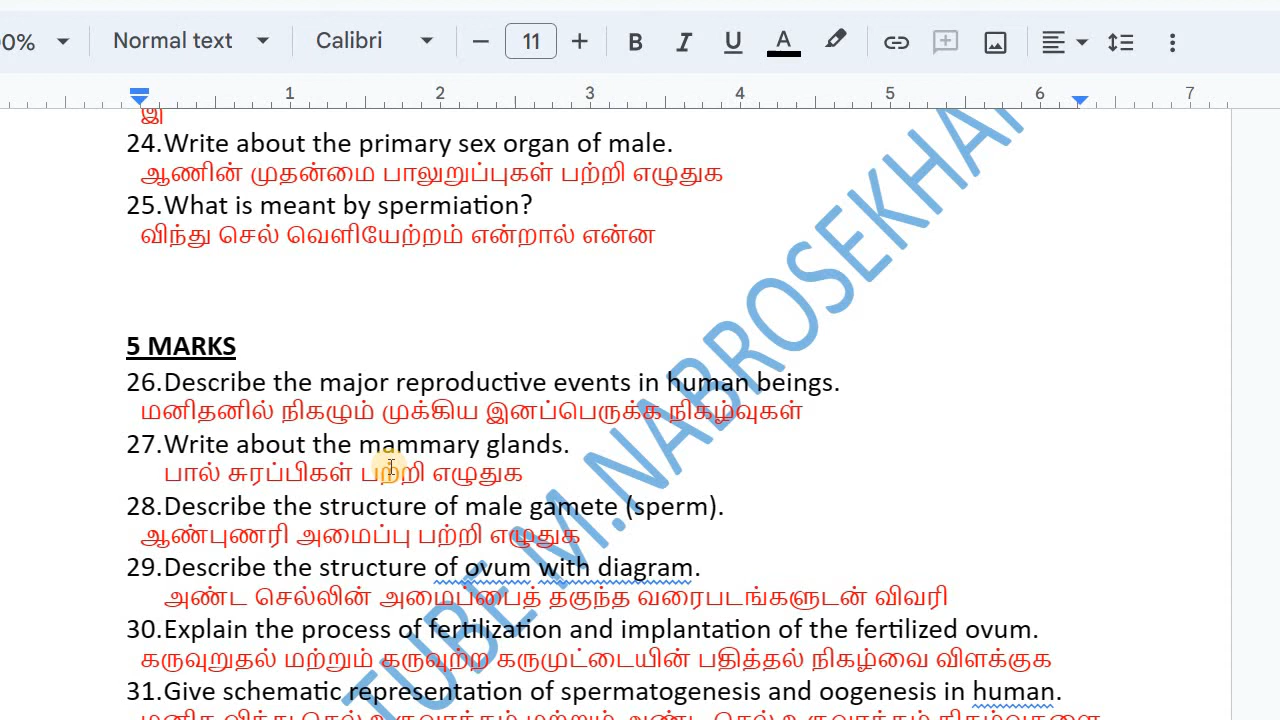 0% Normal text Calibri 11 B I U A
1 2 3 4 5 6 7
இ
24.Write about the primary sex organ of male.
ஆணின் முதன்மை பாலுறுப்புகள் பற்றி எழுதுக
25.What is meant by spermiation?
விந்து செல் வெளியேற்றம் என்றால் என்ன
5 MARKS
26.Describe the major reproductive events in human beings.
மனிதனில் நிகழும் முக்கிய இனப்பெருக்க நிகழ்வுகள்
27.Write about the mammary glands.
பால் சுரப்பிகள் பற்றி எழுதுக
28.Describe the structure of male gamete (sperm).
ஆண்புணரி அமைப்பு பற்றி எழுதுக
29.Describe the structure of ovum with diagram.
அண்ட செல்லின் அமைப்பைத் தகுந்த வரைபடங்களுடன் விவரி
30.Explain the process of fertilization and implantation of the fertilized ovum.
கருவுறுதல் மற்றும் கருவுற்ற கருமுட்டையின் பதித்தல் நிகழ்வை விளக்குக
31.Give schematic representation of spermatogenesis and oogenesis in human.
TUBE M.NABROSEKHA